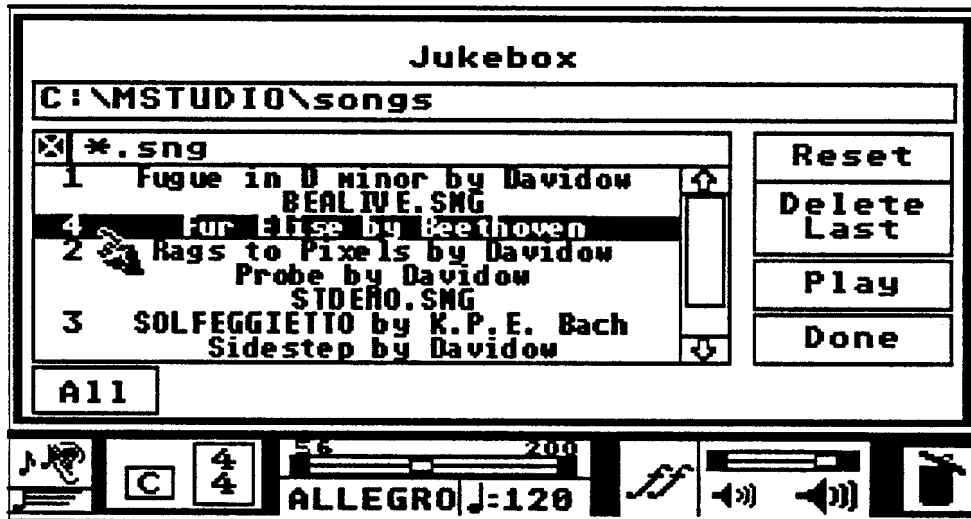 Jukebox
C:\MSTUDIO\songs
*.sng
1 Fugue in D minor by Davidow
BEALIVE.SNG
4 Fur Elise by Beethoven
2 Rags to Pixels by Davidow
Probe by Davidow
STDEMO.SNG
3 SOLFEGGIETTO by K.P.E. Bach
Sidestep by Davidow
Reset
Delete
Last
Play
Done
All
C
4
4
56 200
ALLEGRO ♩=120
ff